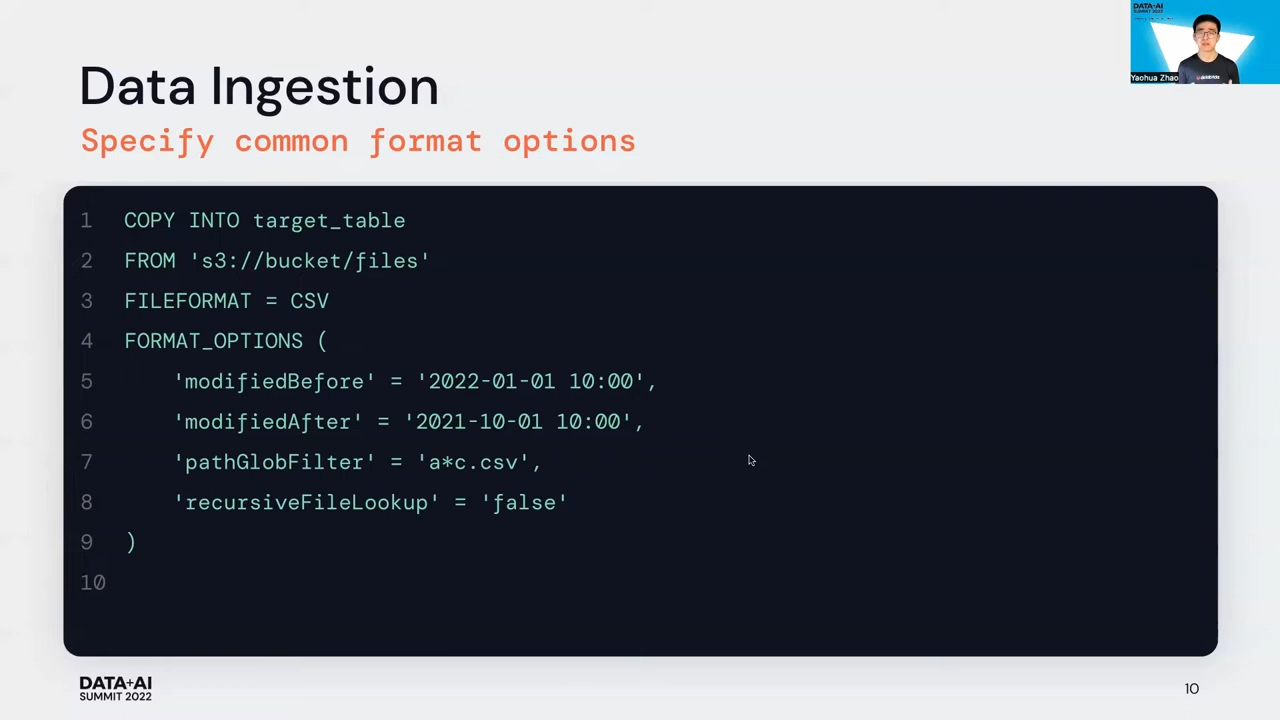 Data Ingestion
Specify common format options
1 COPY INTO target_table
2 FROM 's3://bucket/files'
3 FILEFORMAT = CSV
4 FORMAT_OPTIONS (
5 'modifiedBefore' = '2022-01-01 10:00',
6 'modifiedAfter' = '2021-10-01 10:00',
7 'pathGlobFilter' = 'a*c.csv',
8 'recursiveFileLookup' = 'false'
9 )
10
DATA+AI
SUMMIT 2022
10
DATA+AI
SUMMIT 2022
Yaohua Zhao
databricks